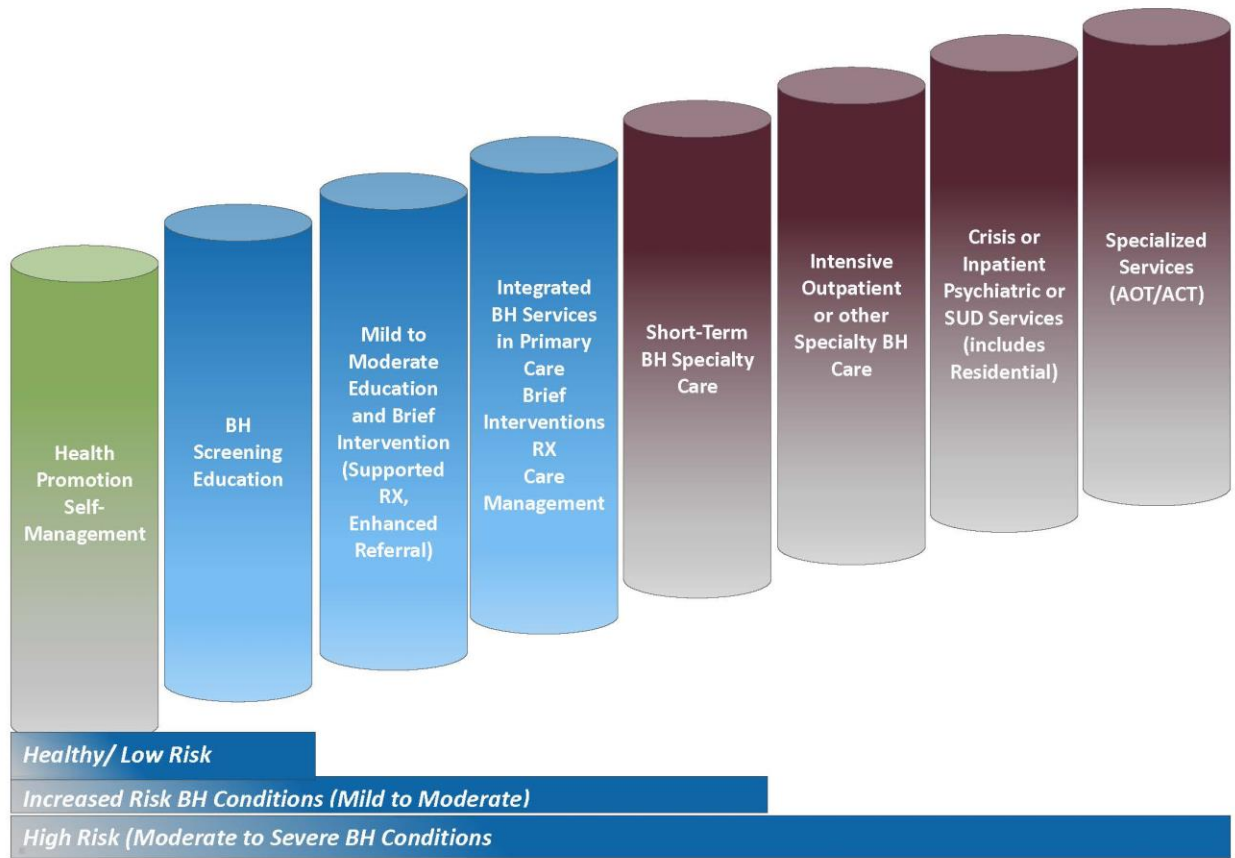 Health
Promotion
Self-
Management
BH
Screening
Education
Mild to
Moderate
Education
and Brief
Intervention
(Supported
RX,
Enhanced
Referral)
Integrated
BH Services
in Primary
Care
Brief
Interventions
RX
Care
Management
Short-Term
BH Specialty
Care
Intensive
Outpatient
or other
Specialty BH
Care
Crisis or
Inpatient
Psychiatric or
SUD Services
(includes
Residential)
Specialized
Services
(AOT/ACT)
Healthy/ Low Risk
Increased Risk BH Conditions (Mild to Moderate)
High Risk (Moderate to Severe BH Conditions